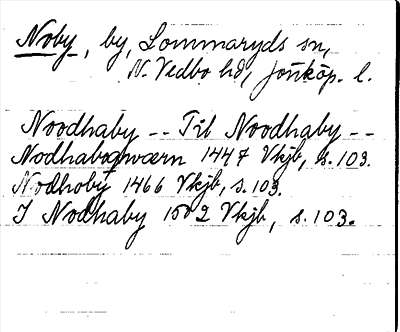 Noby, by, Lommaryds sn,
N. Vedbo hd, Jönköp. l.
Noodhaby -- Til Noodhaby --
Nodhaboqwærn 1447 Vkjb, s. 103.
Nodhoby 1466 Vkjb, s. 103.
I Nodhaby 1502 Vkjb, s. 103.